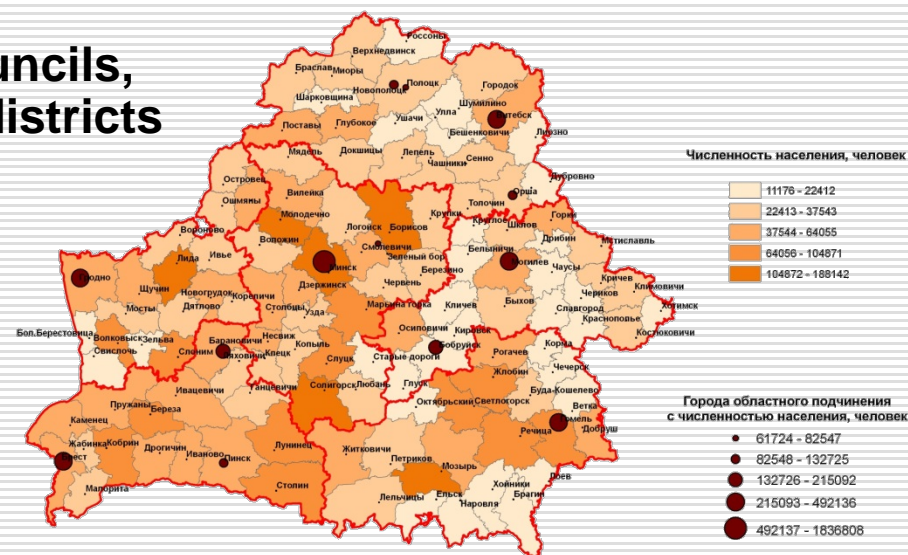 uncils,
districts
Россоны
Верхнедвинск
Браслав
Миоры
Полоцк
Новополоцк
Городок
Шарковщина
Шумилино
Витебск
Ушачи
Улла
Поставы
Глубокое
Бешенковичи
Лиозно
Мядель
Докшицы
Лепель
Сенно
Чашники
Дубровно
Островец
Вилейка
Орша
Ошмяны
Толочин
Молодечно
Крупки
Круглое
Шклов
Горки
Логойск
Борисов
Вороново
Воложин
Смолевичи
Дрибин
Мстиславль
Ивье
Белыничи
Зеленый бор
Лида
Минск
Могилев
Березино
Чаусы
Гродно
Кричев
Дзержинск
Червень
Щучин
Климовичи
Новогрудок
Кореличи
Чериков
Быхов
Мосты
Дятлово
Столбцы
Узда
Марьина горка
Кличев
Славгород
Хотимск
Краснополье
Бол.Берестовица
Осиповичи
Кировск
Костюковичи
Волковыск
Зельва
Барановичи
Несвиж
Копыль
Бобруйск
Корма
Свислочь
Слоним
Ляховичи
Клецк
Слуцк
Старые дороги
Рогачев
Чечерск
Жлобин
Ганцевичи
Солигорск
Любань
Глуск
Ивацевичи
Буда-Кошелево
Октябрьский
Светлогорск
Пружаны
Береза
Ветка
Каменец
Гомель
Речица
Добруш
Жабинка
Кобрин
Дрогичин
Иваново
Лунинец
Житковичи
Брест
Пинск
Петриков
Мозырь
Лоев
Малорита
Столин
Хойники
Лельчицы
Ельск
Наровля
Брагин
Численность населения, человек
11176 - 22412
22413 - 37543
37544 - 64055
64056 - 104871
104872 - 188142
Города областного подчинения
с численностью населения, человек
61724 - 82547
82548 - 132725
132726 - 215092
215093 - 492136
492137 - 1836808